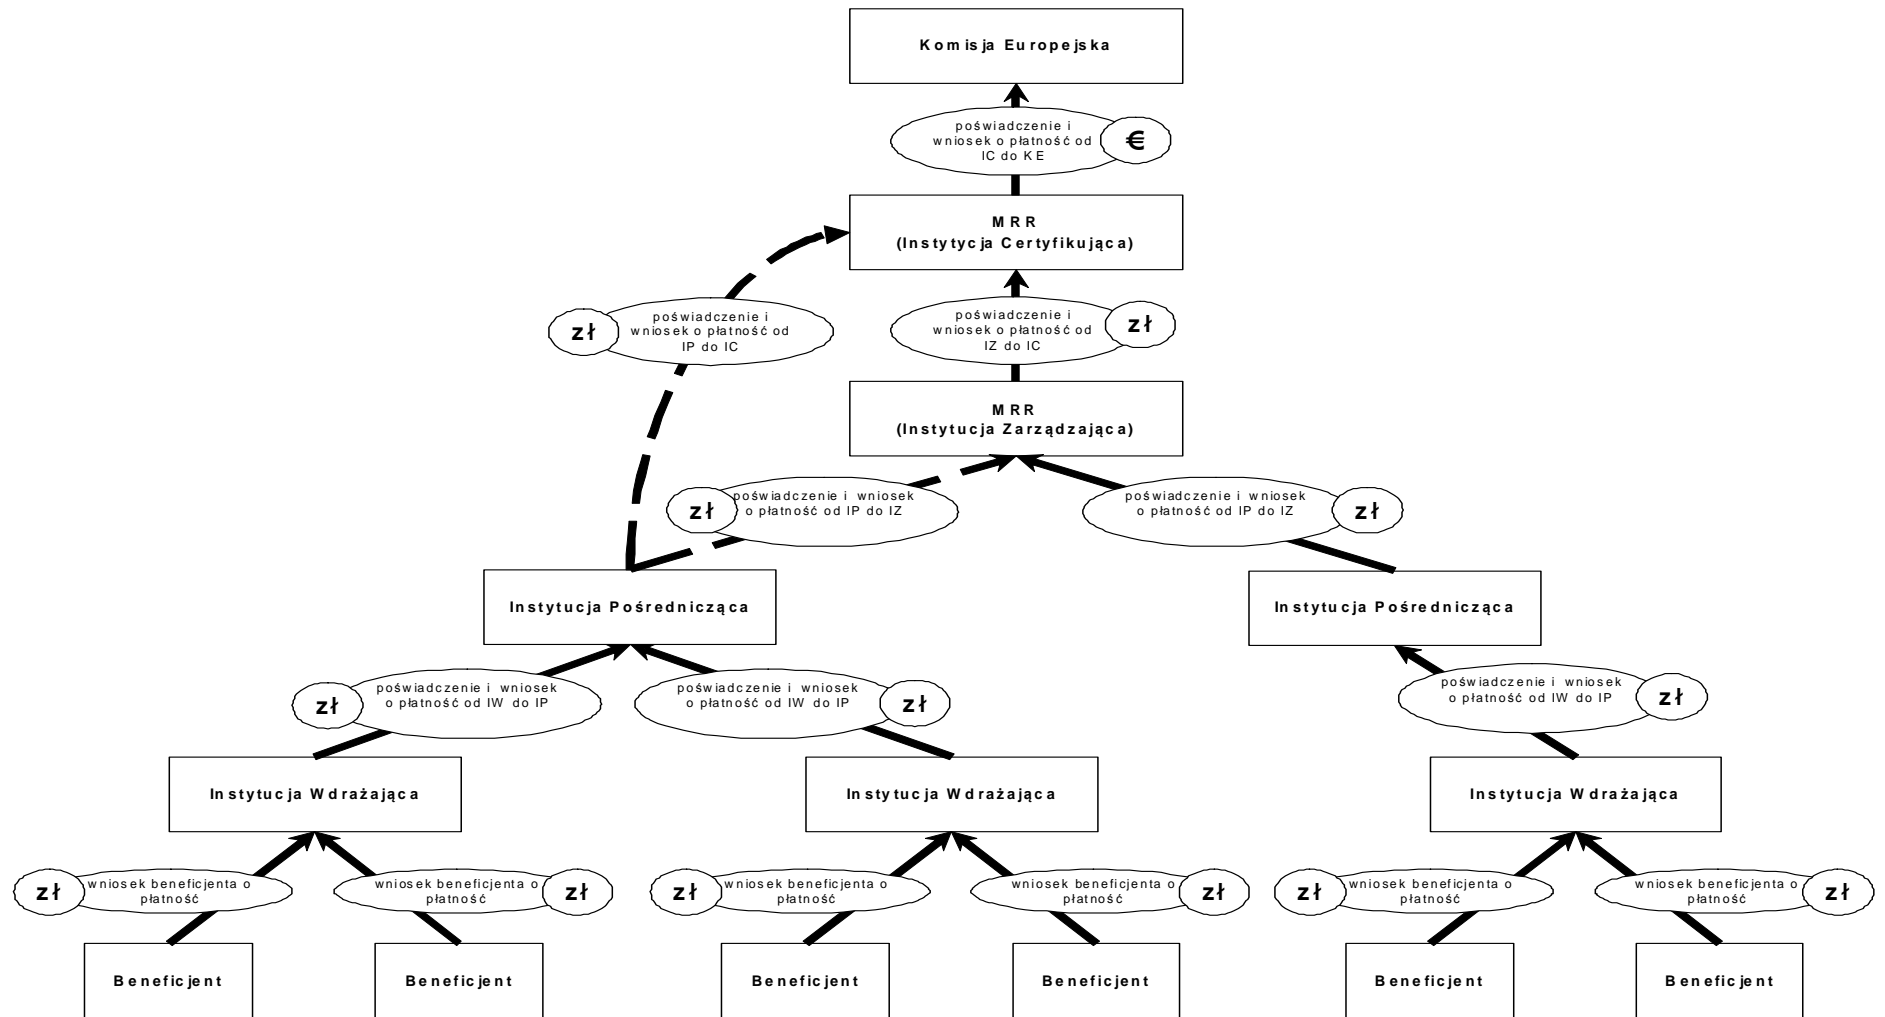 Komisja Europejska
poświadczenie i
wniosek o płatność od
IC do KE
€
MRR
(Instytycja Certyfikująca)
zł
poświadczenie i
wniosek o płatność od
IP do IC
poświadczenie i
wniosek o płatność od
IZ do IC
zł
MRR
(Instytucja Zarządzająca)
zł
poświadczenie i wniosek
o płatność od IP do IZ
poświadczenie i wniosek
o płatność od IP do IZ
zł
Instytucja Pośrednicząca
Instytucja Pośrednicząca
zł
poświadczenie i wniosek
o płatność od IW do IP
poświadczenie i wniosek
o płatność od IW do IP
zł
poświadczenie i wniosek
o płatność od IW do IP
zł
Instytucja Wdrażająca
Instytucja Wdrażająca
Instytucja Wdrażająca
zł
wniosek beneficjenta o
płatność
wniosek beneficjenta o
płatność
zł
zł
wniosek beneficjenta o
płatność
wniosek beneficjenta o
płatność
zł
zł
wniosek beneficjenta o
płatność
wniosek beneficjenta o
płatność
zł
Beneficjent
Beneficjent
Beneficjent
Beneficjent
Beneficjent
Beneficjent